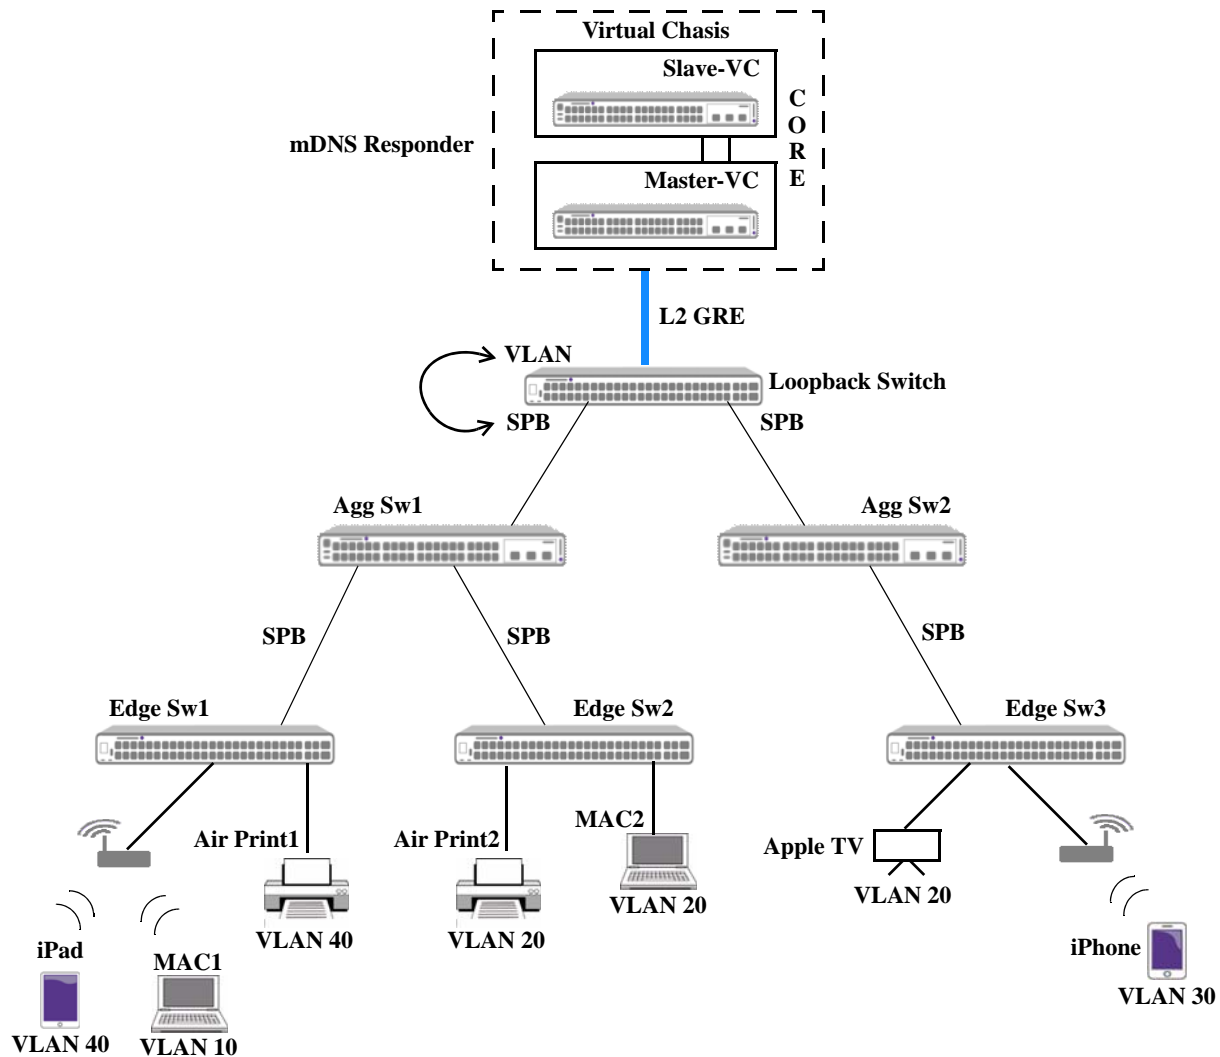 Virtual Chasis
Slave-VC
CORE
mDNS Responder
Master-VC
L2 GRE
VLAN
Loopback Switch
SPB
SPB
Agg Sw1
Agg Sw2
SPB
SPB
SPB
Edge Sw1
Edge Sw2
Edge Sw3
MAC2
Air Print1
Air Print2
Apple TV
VLAN 20
VLAN 20
VLAN 40
VLAN 20
iPad
MAC1
iPhone
VLAN 30
VLAN 40
VLAN 10